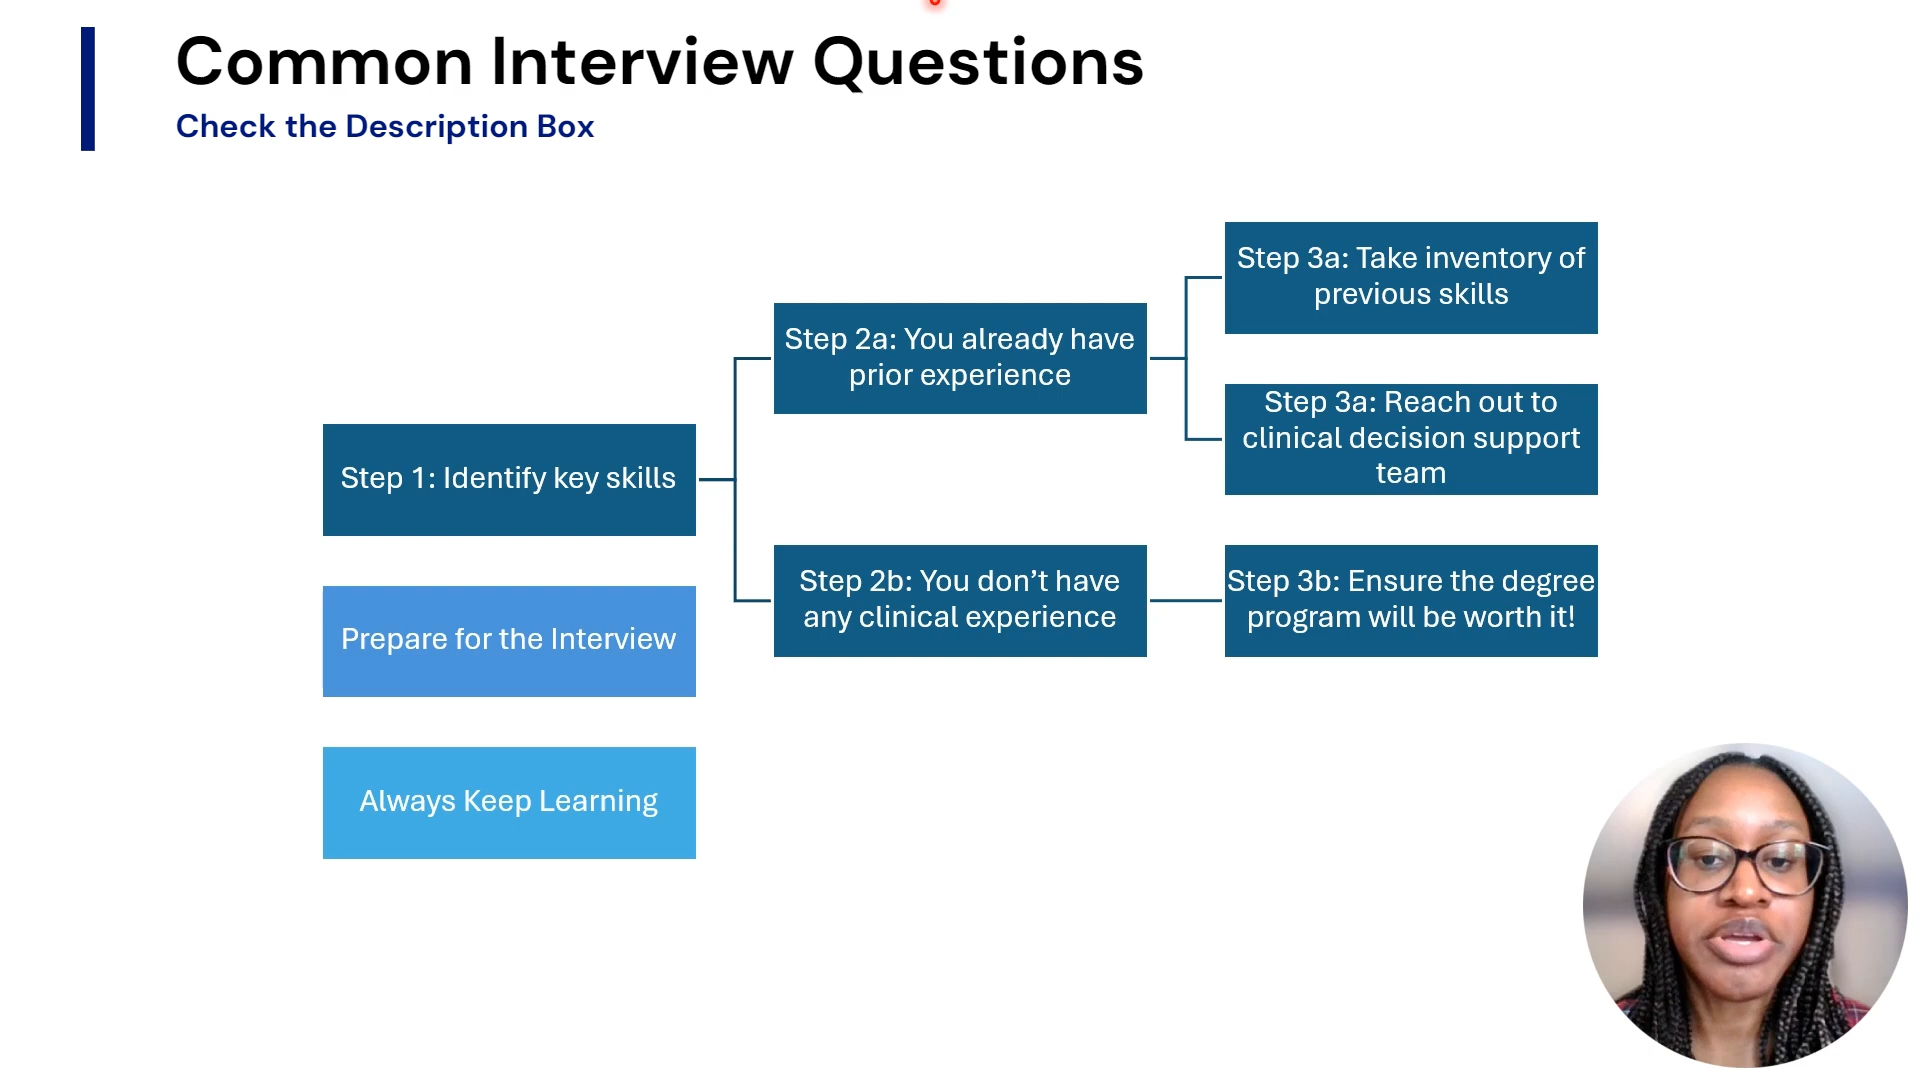 Common Interview Questions
Check the Description Box
Step 1: Identify key skills
Step 2a: You already have
prior experience
Step 3a: Take inventory of
previous skills
Step 3a: Reach out to
clinical decision support
team
Step 2b: You don’t have
any clinical experience
Step 3b: Ensure the degree
program will be worth it!
Prepare for the Interview
Always Keep Learning